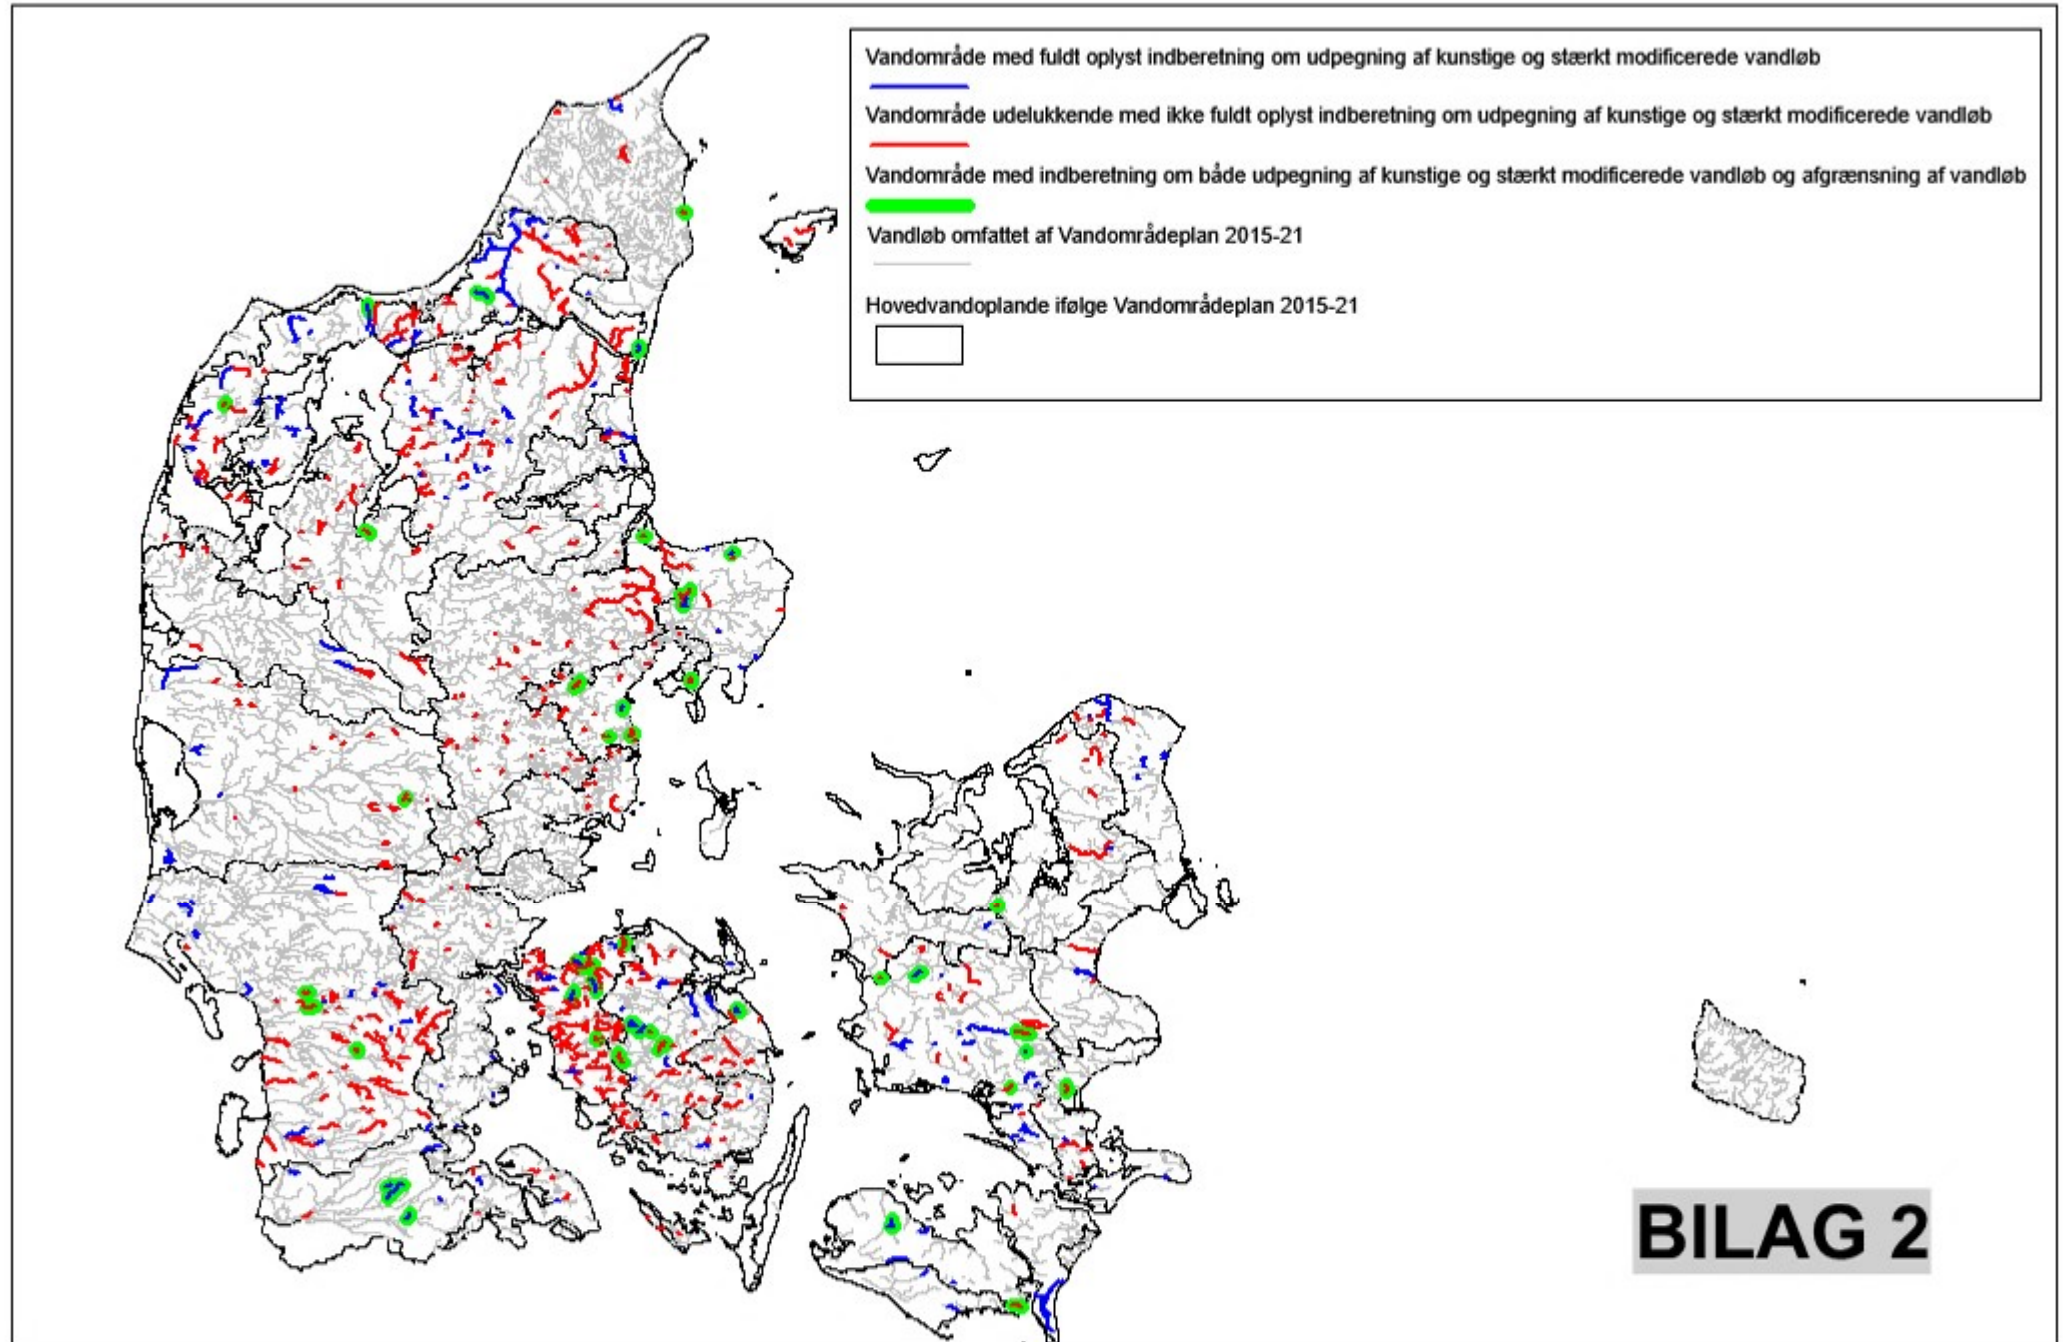 Vandområde med fuldt oplyst indberetning om udpegning af kunstige og stærkt modificerede vandløb
Vandområde udelukkende med ikke fuldt oplyst indberetning om udpegning af kunstige og stærkt modificerede vandløb
Vandområde med indberetning om både udpegning af kunstige og stærkt modificerede vandløb og afgrænsning af vandløb
Vandløb omfattet af Vandområdeplan 2015-21
Hovedvandoplande ifølge Vandområdeplan 2015-21
BILAG 2